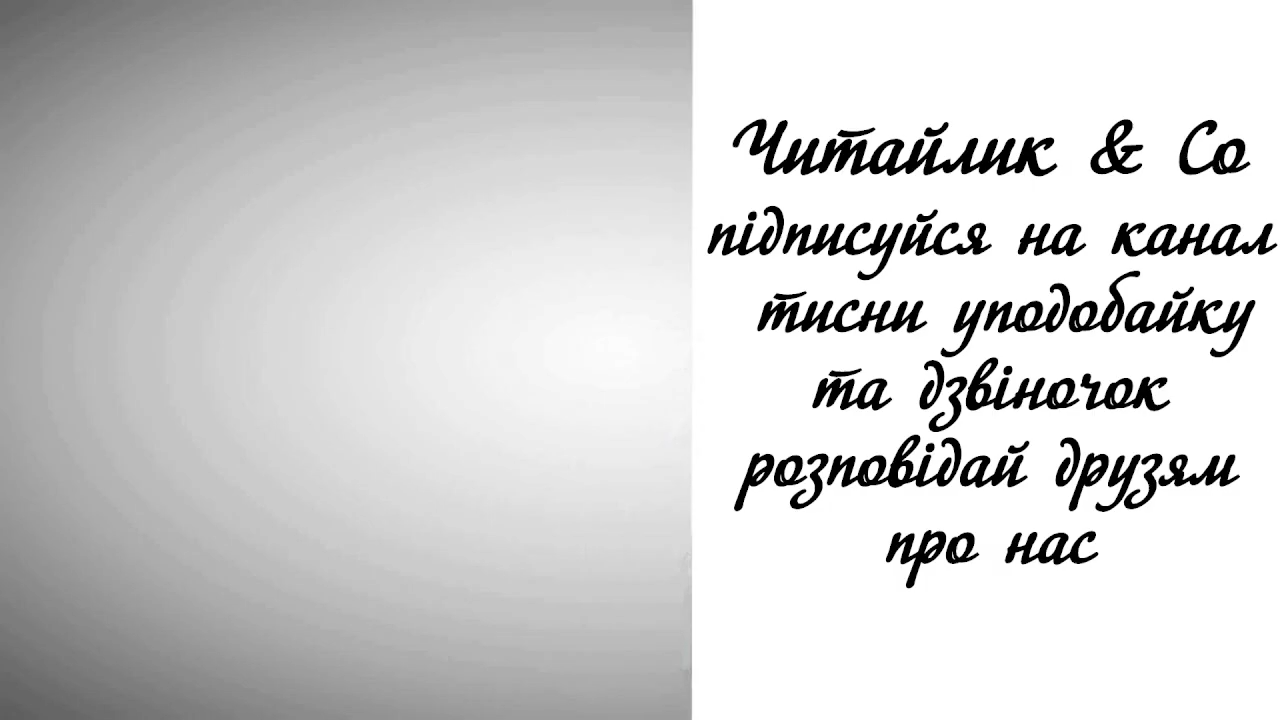 Читайлик & Co
підписуйся на канал
тисни уподобайку
та дзвіночок
розповідай друзям
про нас